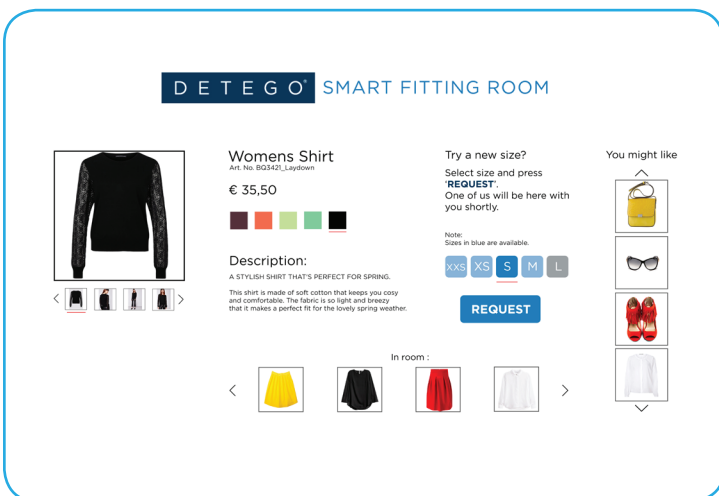 DETEGO® SMART FITTING ROOM
Womens Shirt
Art. No. BQ3421_Laydown
€ 35,50
Description:
A STYLISH SHIRT THAT'S PERFECT FOR SPRING.
This shirt is made of soft cotton that keeps you cosy
and comfortable. The fabric is so light and breezy
that it makes a perfect fit for the lovely spring weather.
Try a new size?
Select size and press
'REQUEST'.
One of us will be here with
you shortly.
Note:
Sizes in blue are available.
XXS XS S M L
REQUEST
You might like
In room :